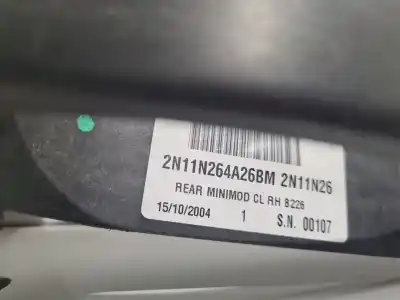 2N11N264A26BM 2N11N26
REAR MINIMOD CL RH B226
15/10/2004 1 S.N. 00107